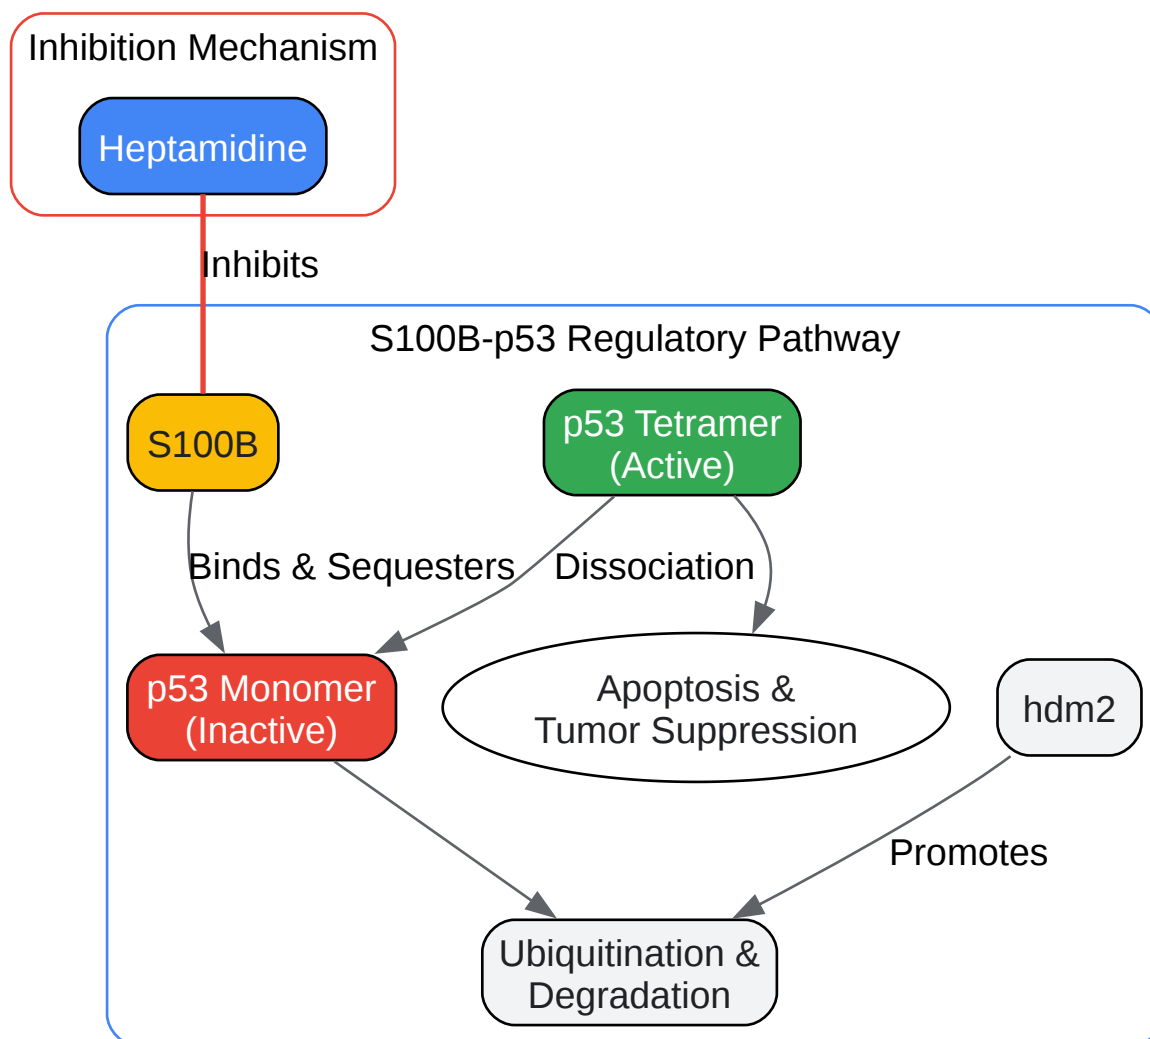 Inhibition Mechanism
Heptamidine
Inhibits
S100B-p53 Regulatory Pathway
S100B
p53 Tetramer
(Active)
Binds & Sequesters
Dissociation
p53 Monomer
(Inactive)
Apoptosis &
Tumor Suppression
hdm2
Promotes
Ubiquitination &
Degradation